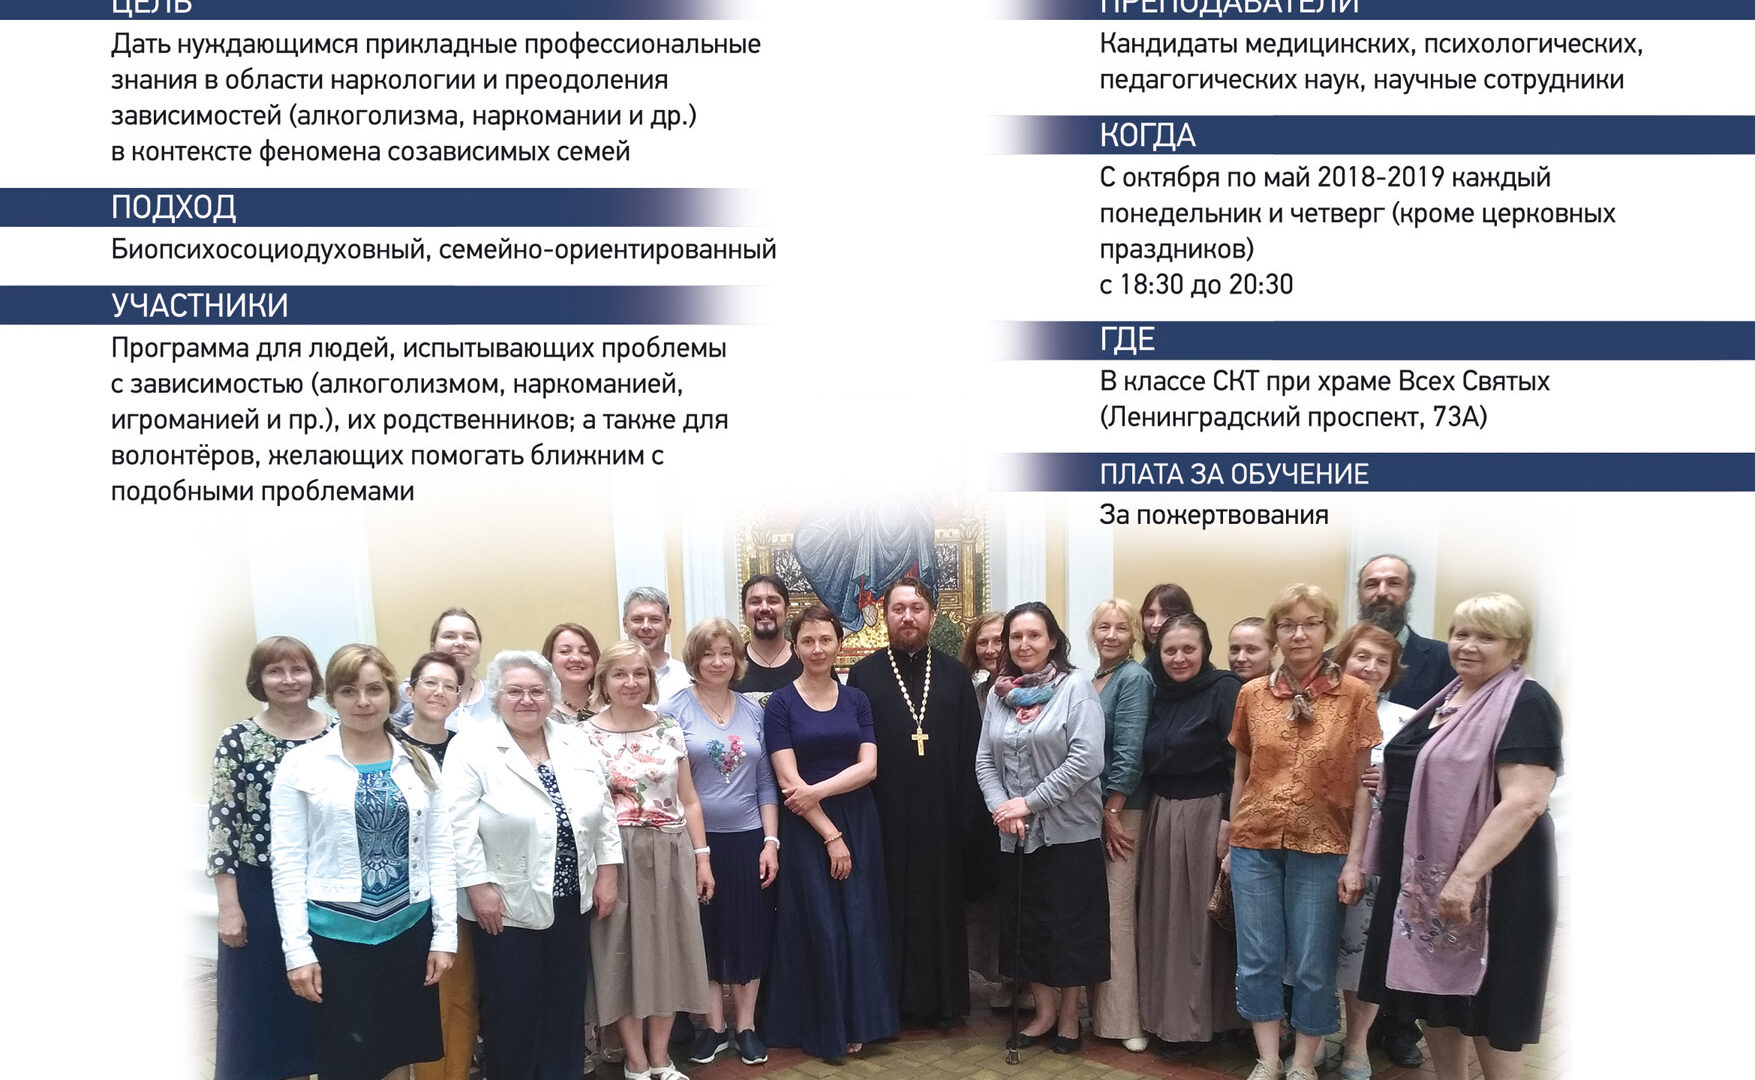 ЦЕЛЬ
Дать нуждающимся прикладные профессиональные
знания в области наркологии и преодоления
зависимостей (алкоголизма, наркомании и др.)
в контексте феномена созависимых семей
ПОДХОД
Биопсихосоциодуховный, семейно-ориентированный
УЧАСТНИКИ
Программа для людей, испытывающих проблемы
с зависимостью (алкоголизмом, наркоманией,
игроманией и пр.), их родственников; а также для
волонтёров, желающих помогать ближним с
подобными проблемами
ПРЕПОДАВАТЕЛИ
Кандидаты медицинских, психологических,
педагогических наук, научные сотрудники
КОГДА
С октября по май 2018-2019 каждый
понедельник и четверг (кроме церковных
праздников)
с 18:30 до 20:30
ГДЕ
В классе СКТ при храме Всех Святых
(Ленинградский проспект, 73А)
ПЛАТА ЗА ОБУЧЕНИЕ
За пожертвования